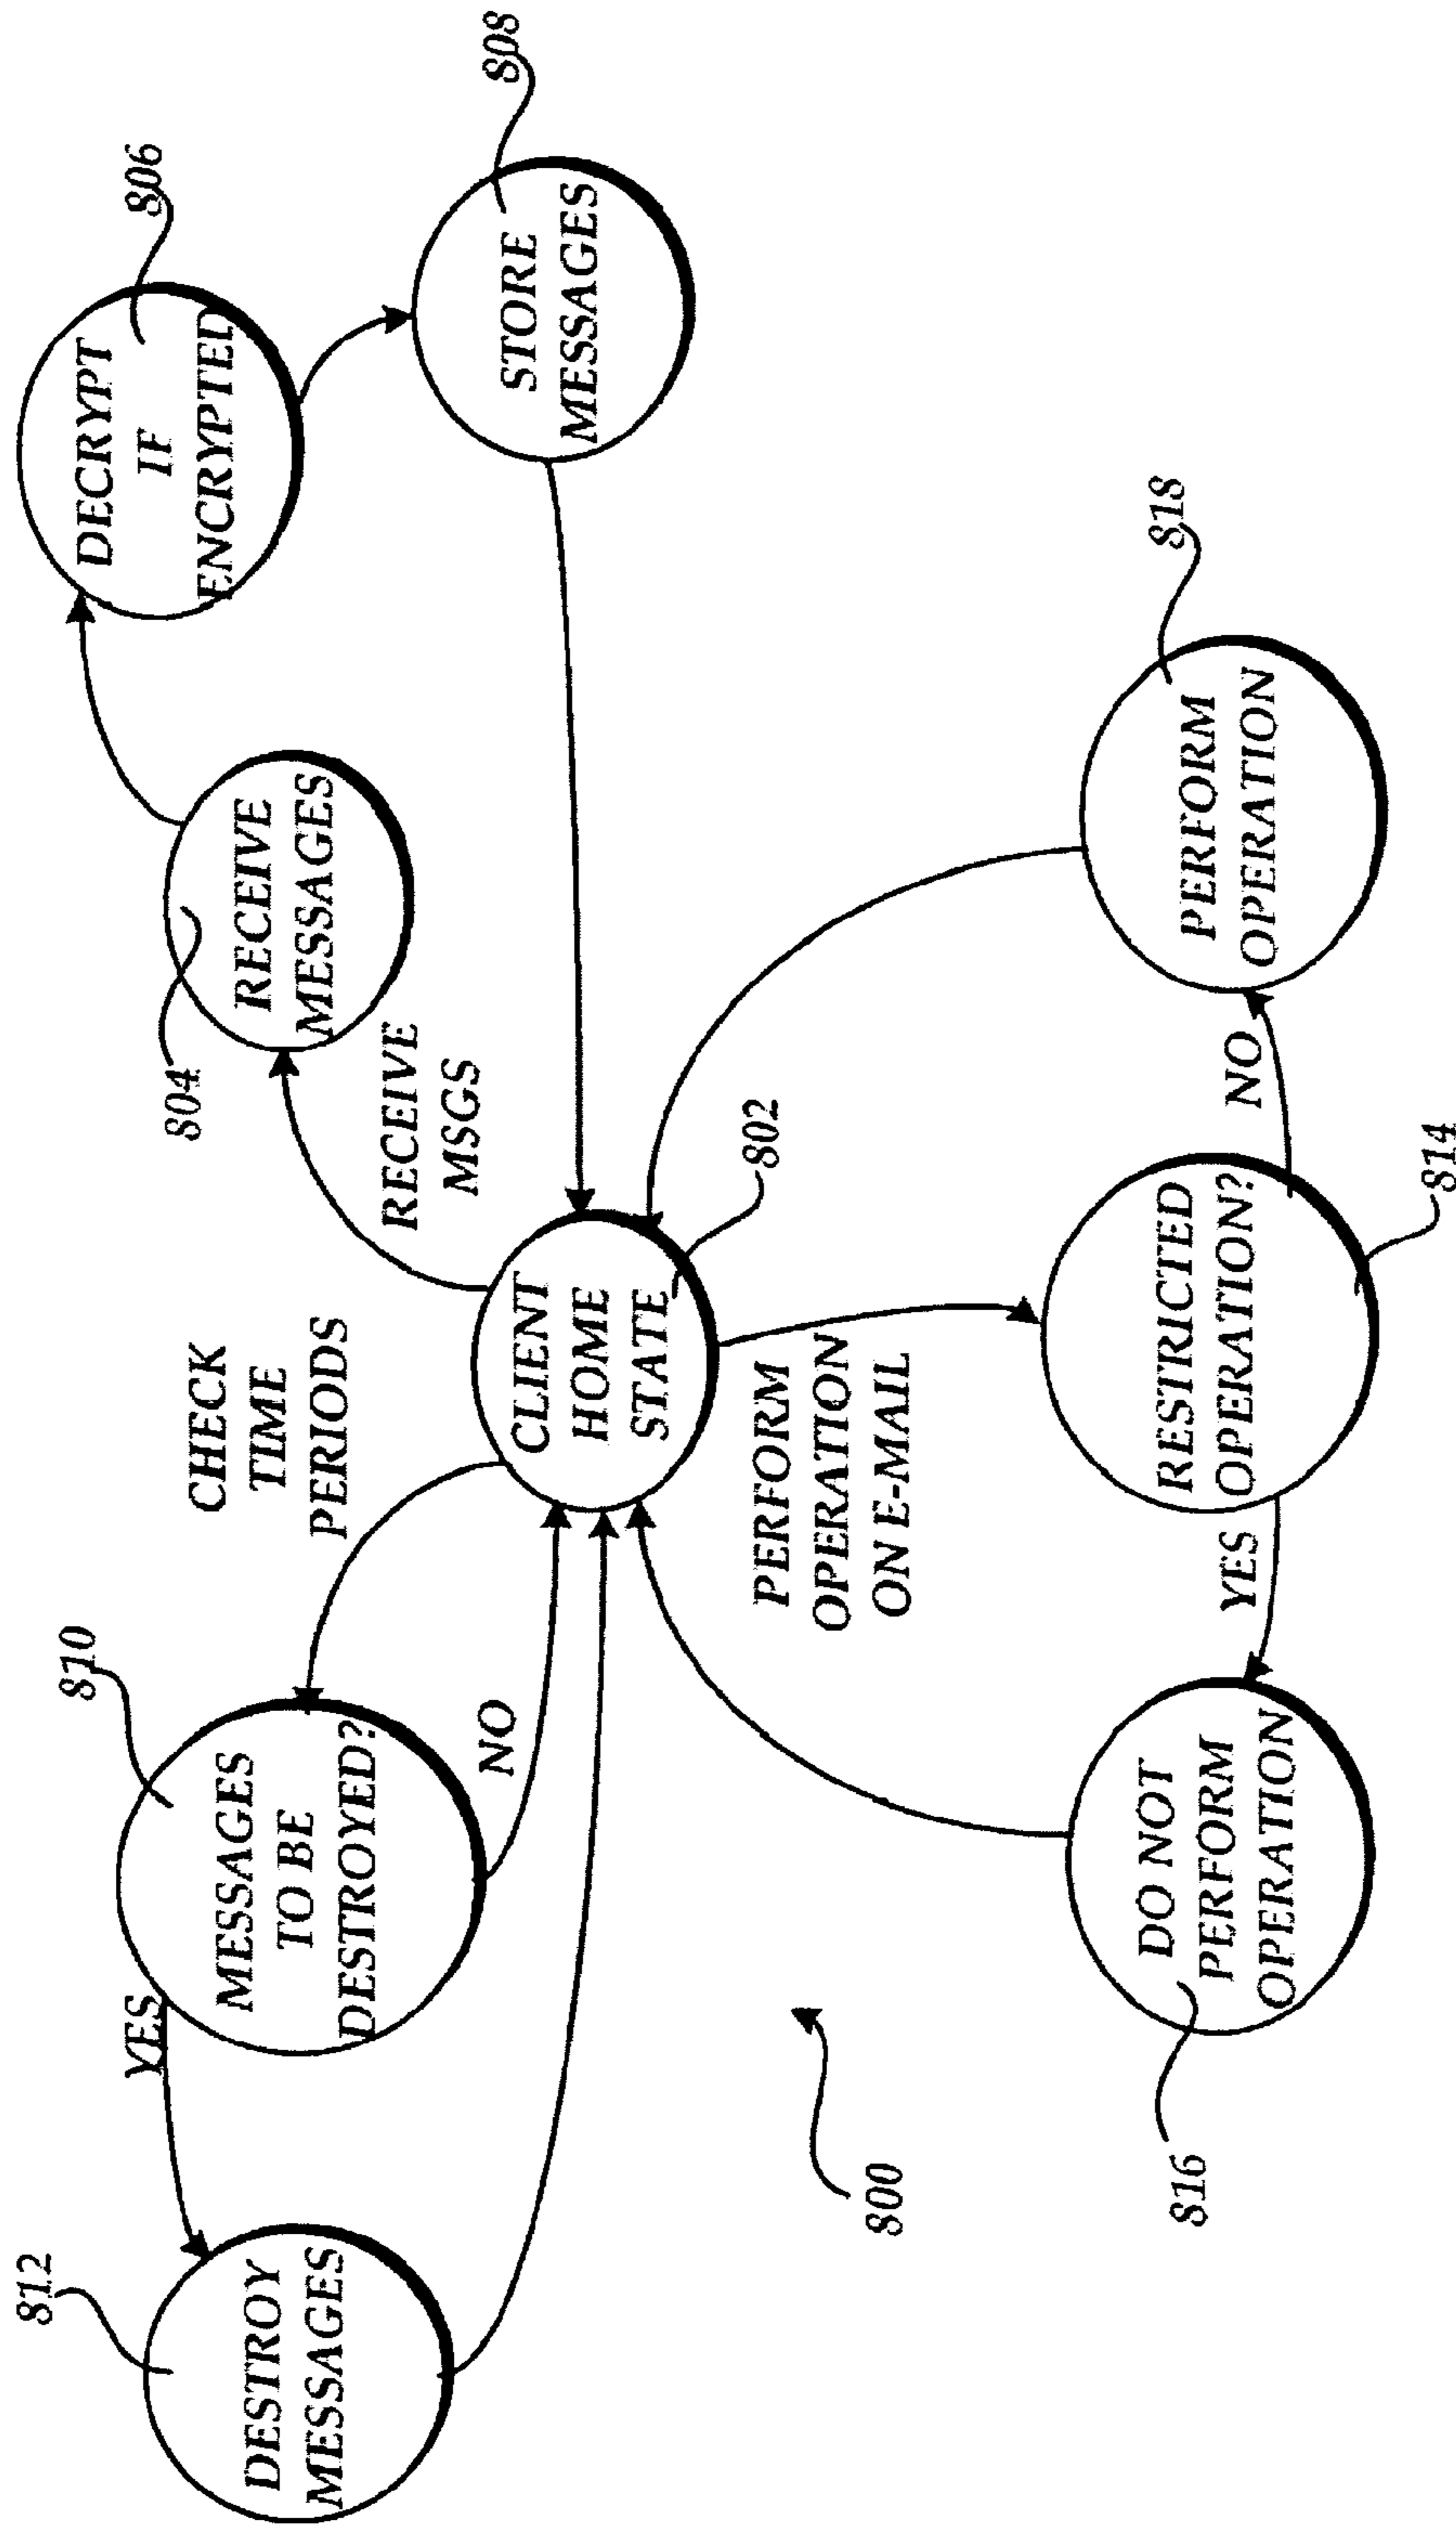 812
DESTROY
MESSAGES
YES
810
MESSAGES
TO BE
DESTROYED?
NO
CHECK
TIME
PERIODS
CLIENT
HOME
STATE
802
RECEIVE
MSGS
804
RECEIVE
MESSAGES
806
DECRYPT
IF
ENCRYPTED
808
STORE
MESSAGES
800
PERFORM
OPERATION
ON E-MAIL
816
DO NOT
PERFORM
OPERATION
YES
RESTRICTED
OPERATION?
814
NO
818
PERFORM
OPERATION